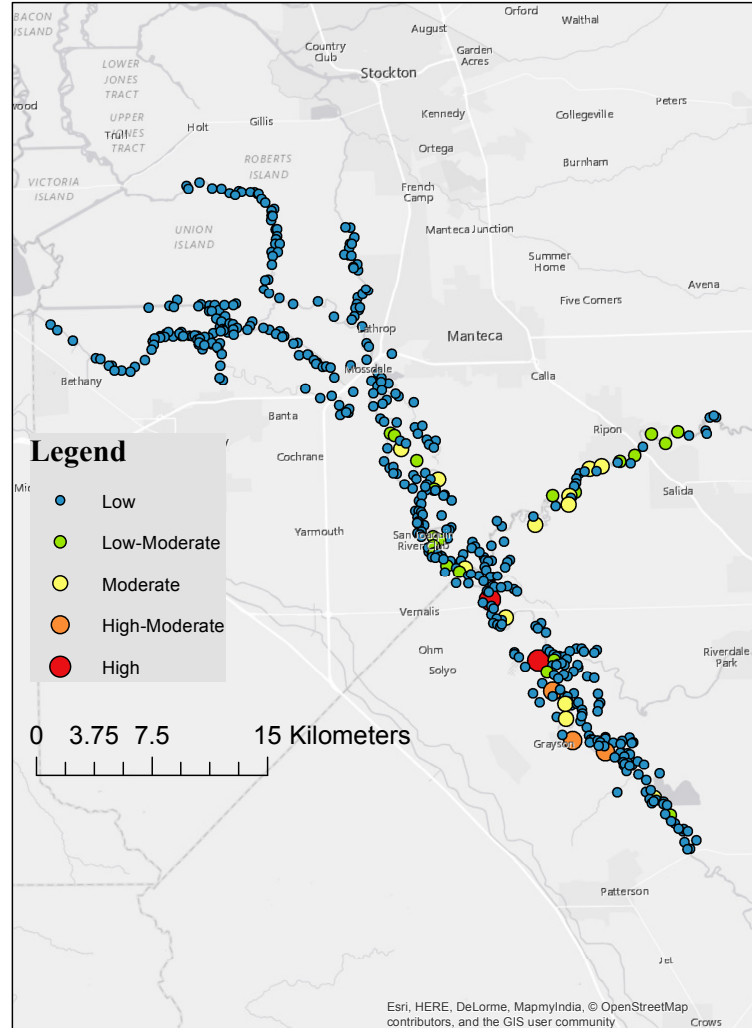 BACON
ISLAND
Orford
Walthal
August
Country
Club
Garden
Acres
LOWER
JONES
TRACT
Stockton
wood
Peters
UPPER
JONES
TRACT
Trull
Holt
Gillis
Kennedy
Collegeville
Ortega
ROBERTS
ISLAND
Burnham
VICTORIA
ISLAND
French
Camp
UNION
ISLAND
Manteca Junction
Summer
Home
Avena
Five Corners
Lathrop
Manteca
Mossdale
Bethany
Calla
Banta
Ripon
Legend
Cochrane
Salida
Low
Yarmouth
San Joaquin
River Club
Low-Moderate
Moderate
Vernalis
High-Moderate
Ohm
Riverdale
Park
High
Solyo
0 3.75 7.5 15 Kilometers
Grayson
Patterson
Esri, HERE, DeLorme, MapmyIndia, © OpenStreetMap
contributors, and the GIS user community
Crows